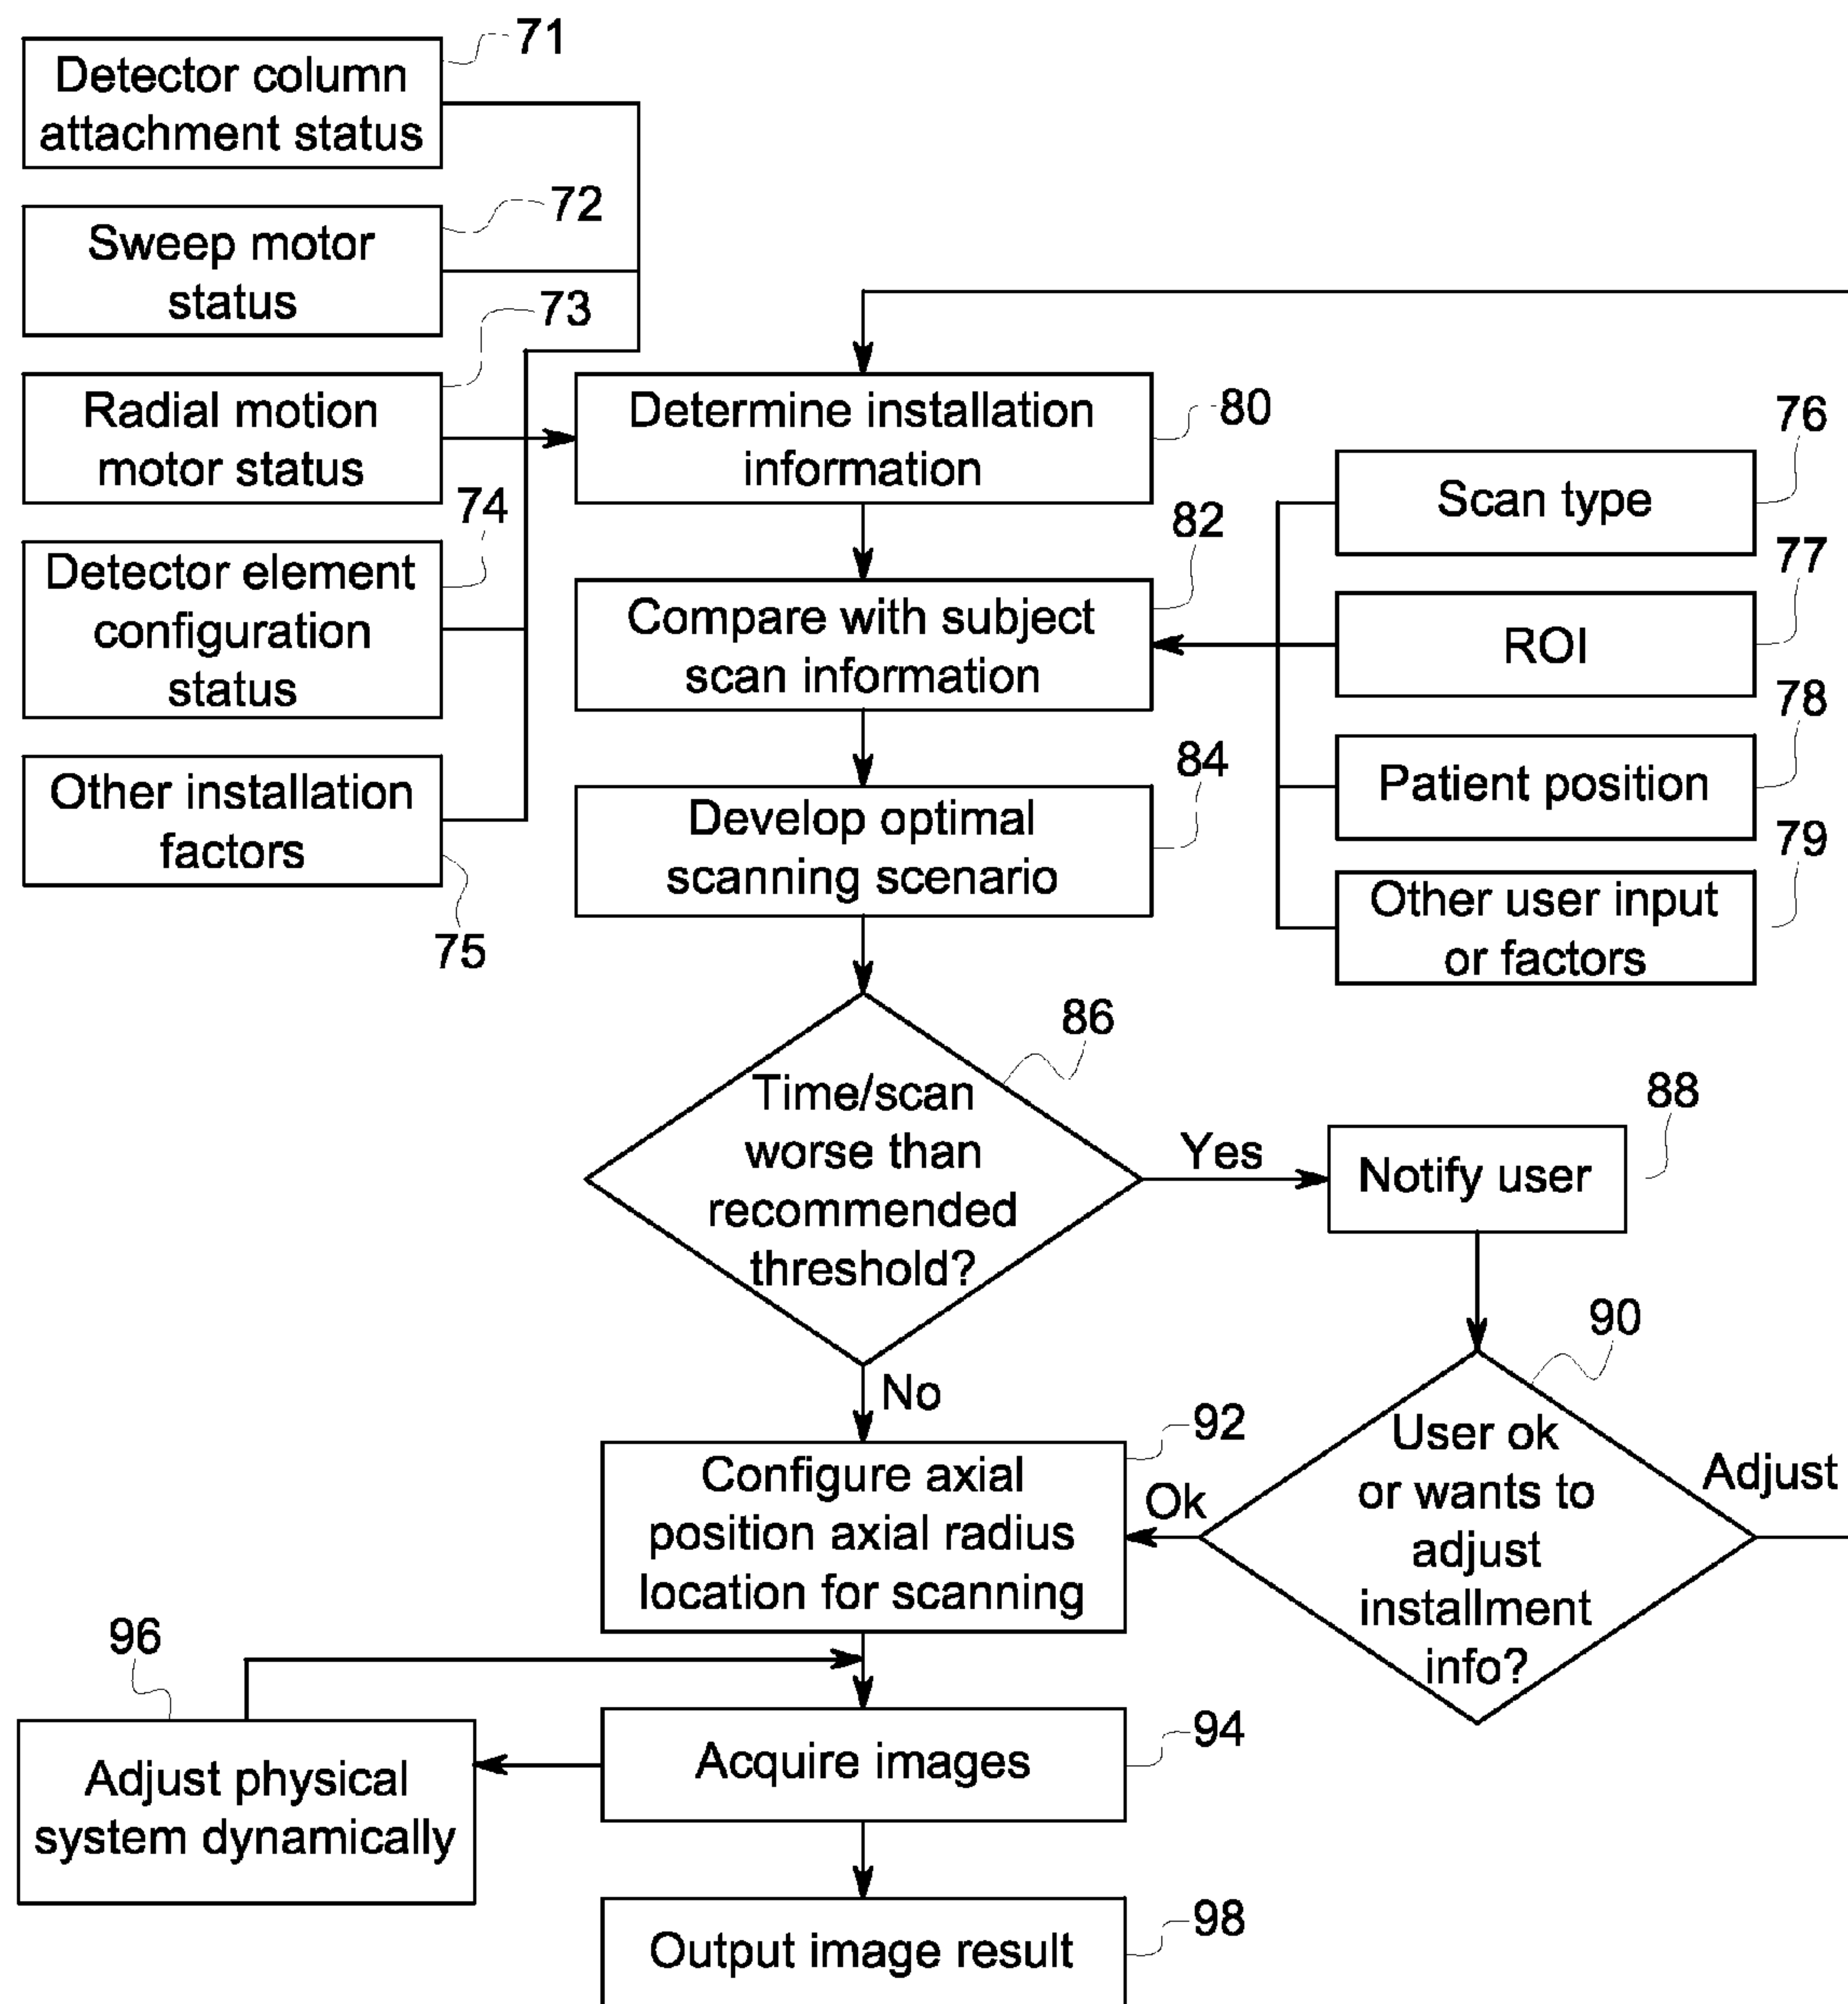 71
Detector column
attachment status
72
Sweep motor
status
73
Radial motion
motor status
74
Detector element
configuration
status
Other installation
factors
75
Determine installation
information
80
82
Compare with subject
scan information
84
Develop optimal
scanning scenario
76
Scan type
77
ROI
78
Patient position
79
Other user input
or factors
86
Time/scan
worse than
recommended
threshold?
Yes
88
Notify user
No
90
User ok
or wants to
adjust
installment
info?
Ok
Adjust
92
Configure axial
position axial radius
location for scanning
96
Adjust physical
system dynamically
94
Acquire images
98
Output image result